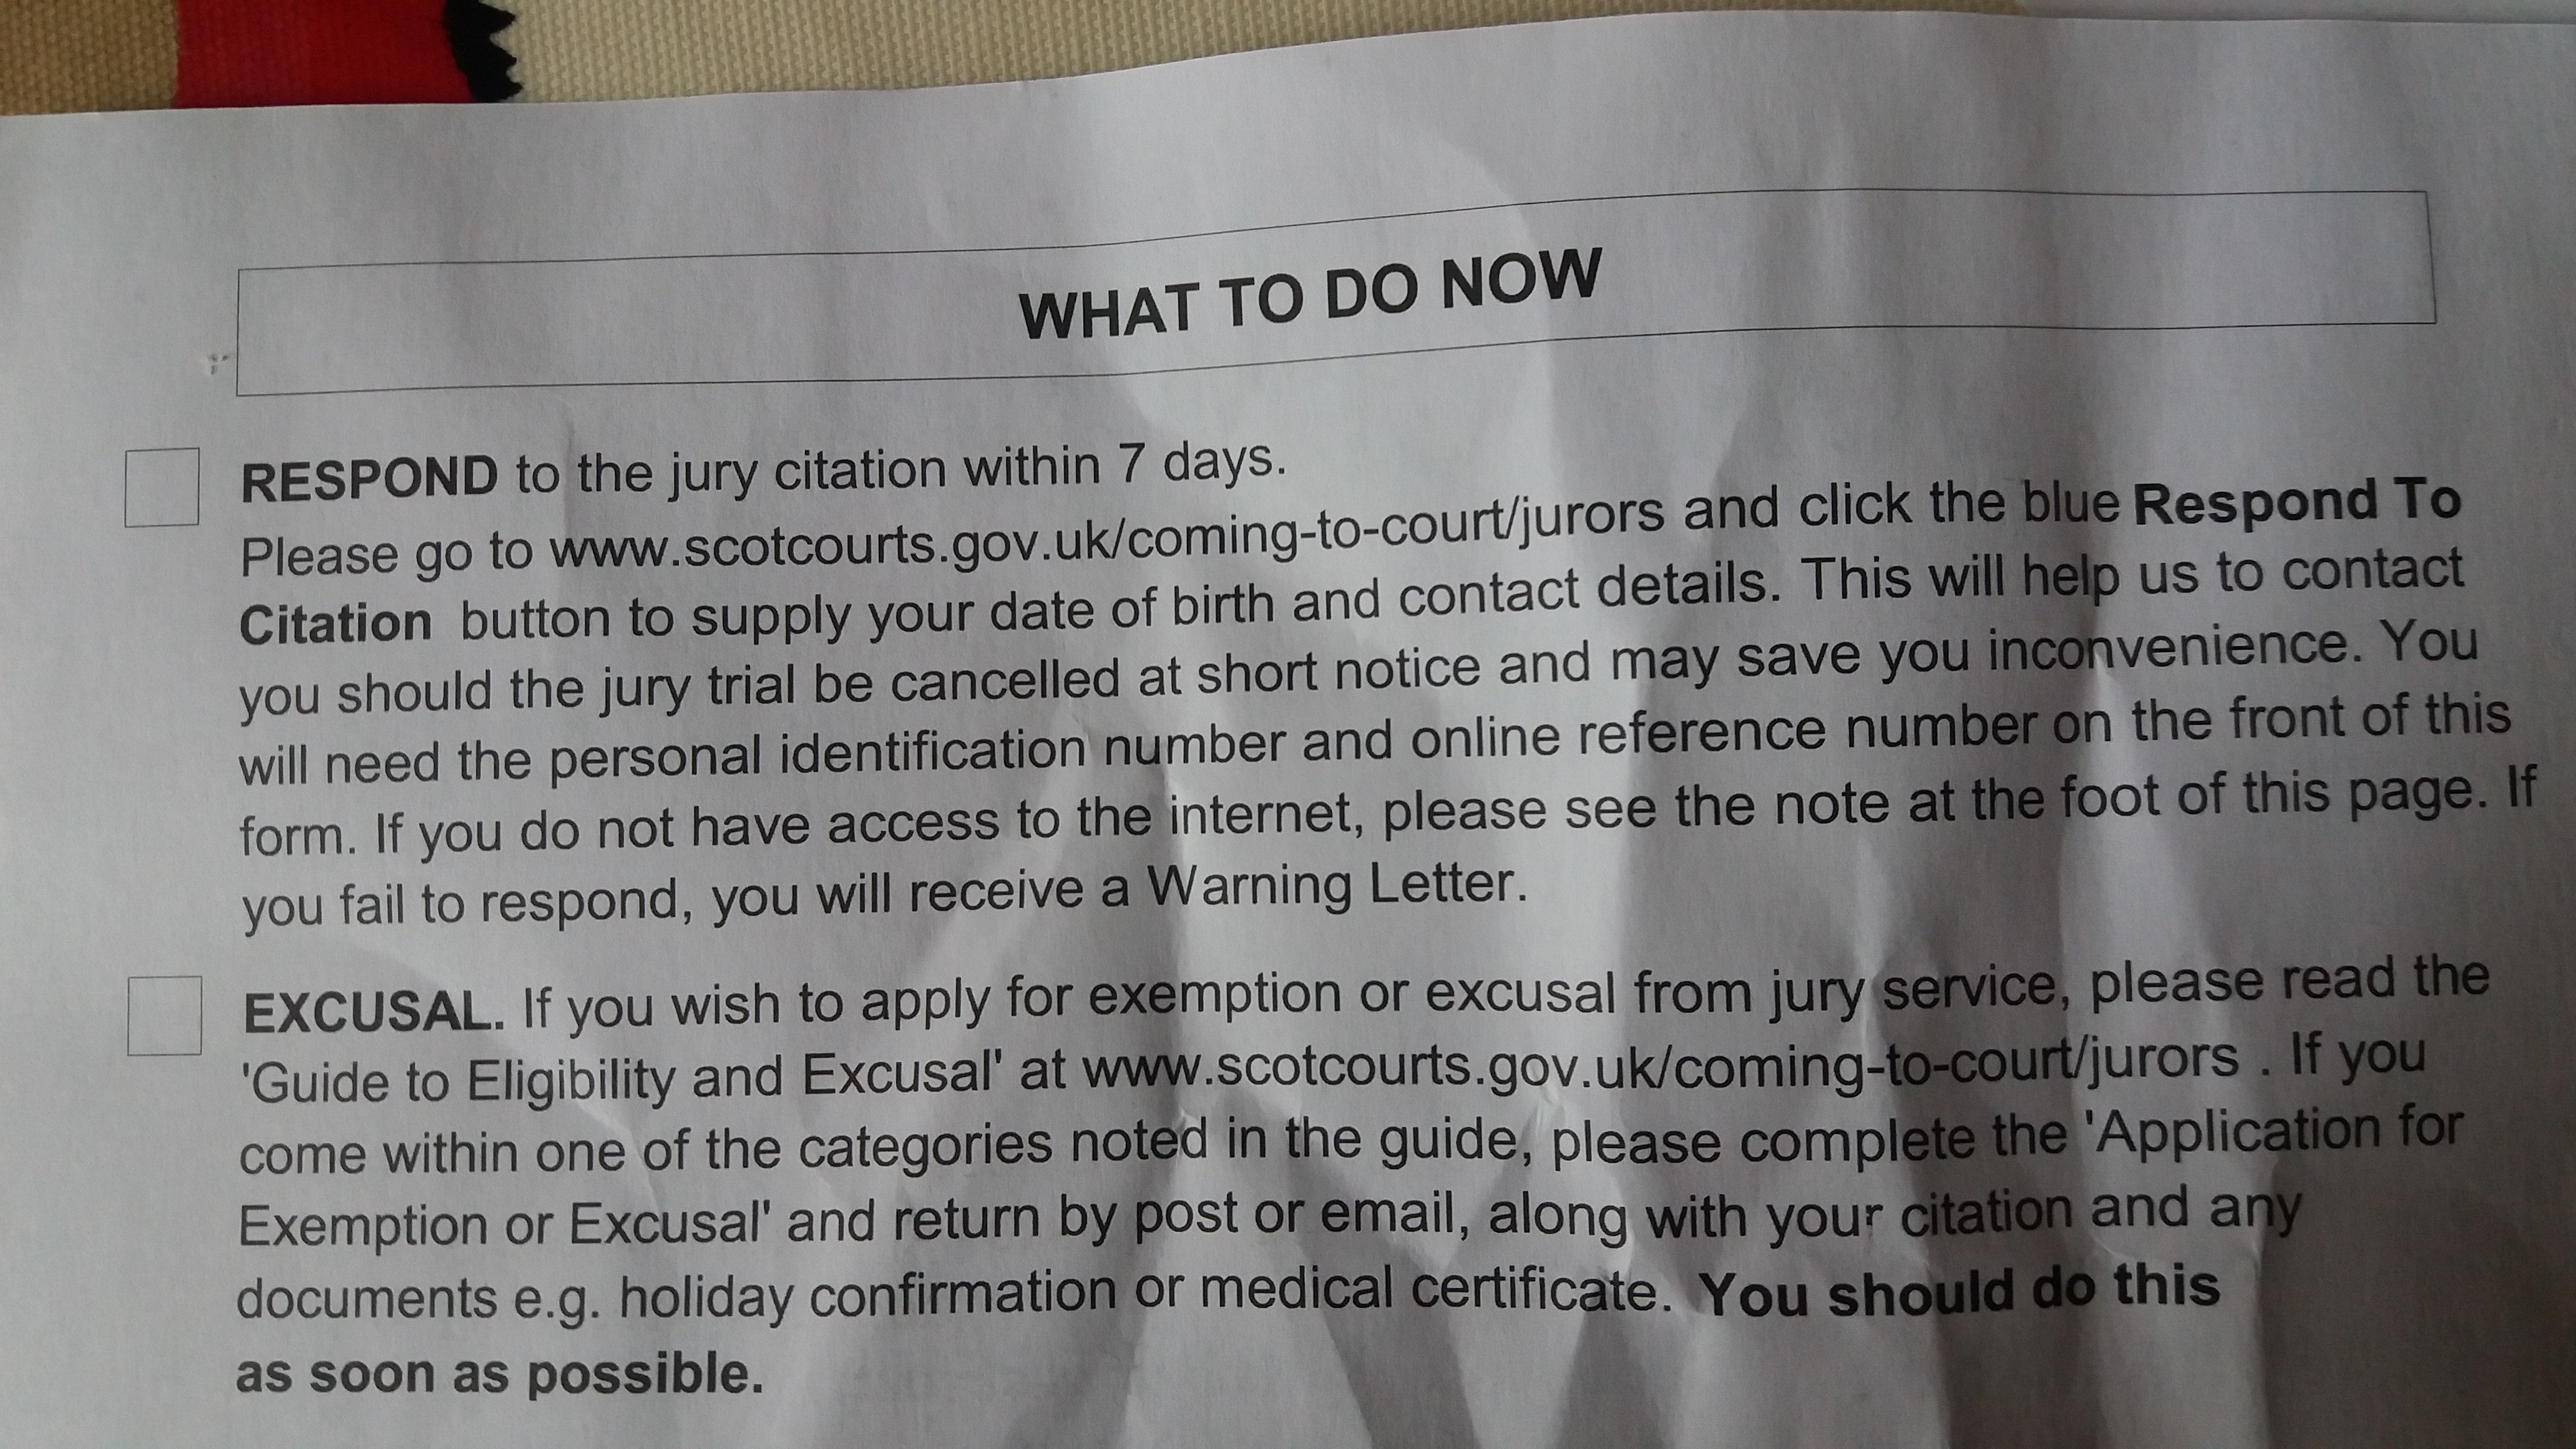 WHAT TO DO NOW
RESPOND to the jury citation within 7 days.
Please go to www.scotcourts.gov.uk/coming-to-court/jurors and click the blue Respond To
Citation button to supply your date of birth and contact details. This will help us to contact
you should the jury trial be cancelled at short notice and may save you inconvenience. You
will need the personal identification number and online reference number on the front of this
form. If you do not have access to the internet, please see the note at the foot of this page. If
you fail to respond, you will receive a Warning Letter.
EXCUSAL. If you wish to apply for exemption or excusal from jury service, please read the
'Guide to Eligibility and Excusal' at www.scotcourts.gov.uk/coming-to-court/jurors . If you
come within one of the categories noted in the guide, please complete the 'Application for
Exemption or Excusal' and return by post or email, along with your citation and any
documents e.g. holiday confirmation or medical certificate. You should do this
as soon as possible.